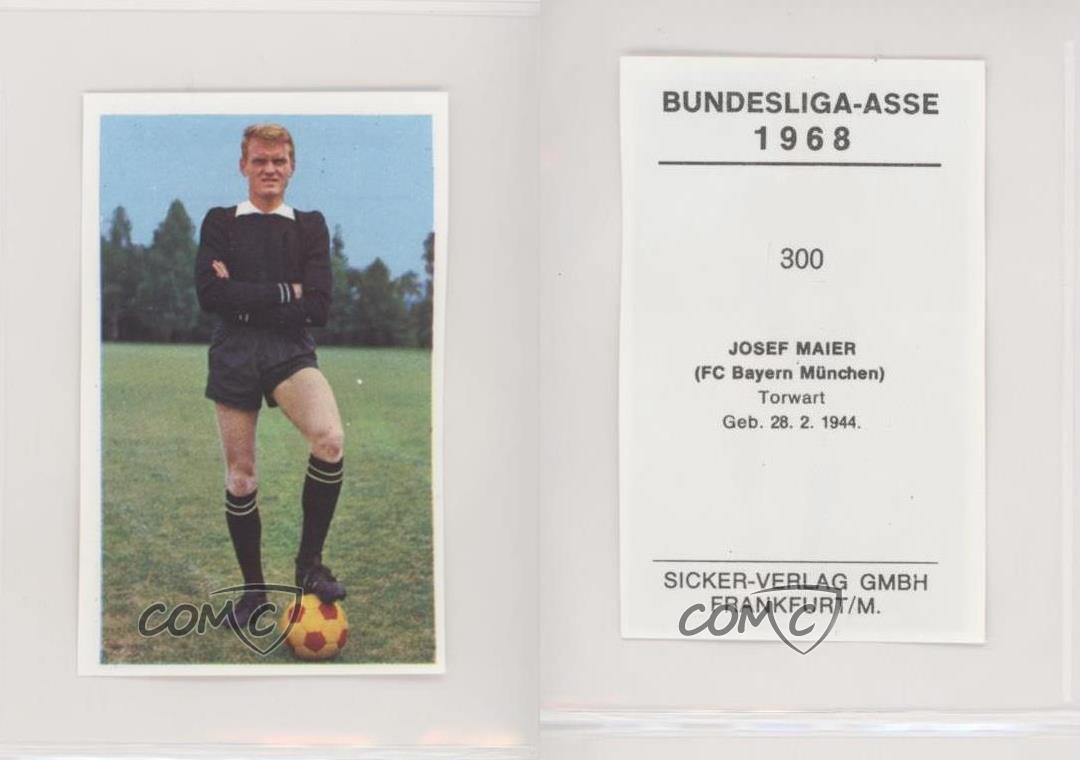 COMC
BUNDESLIGA-ASSE
1968
300
JOSEF MAIER
(FC Bayern München)
Torwart
Geb. 28. 2. 1944.
SICKER-VERLAG GMBH
FRANKFURT/M.
COMC